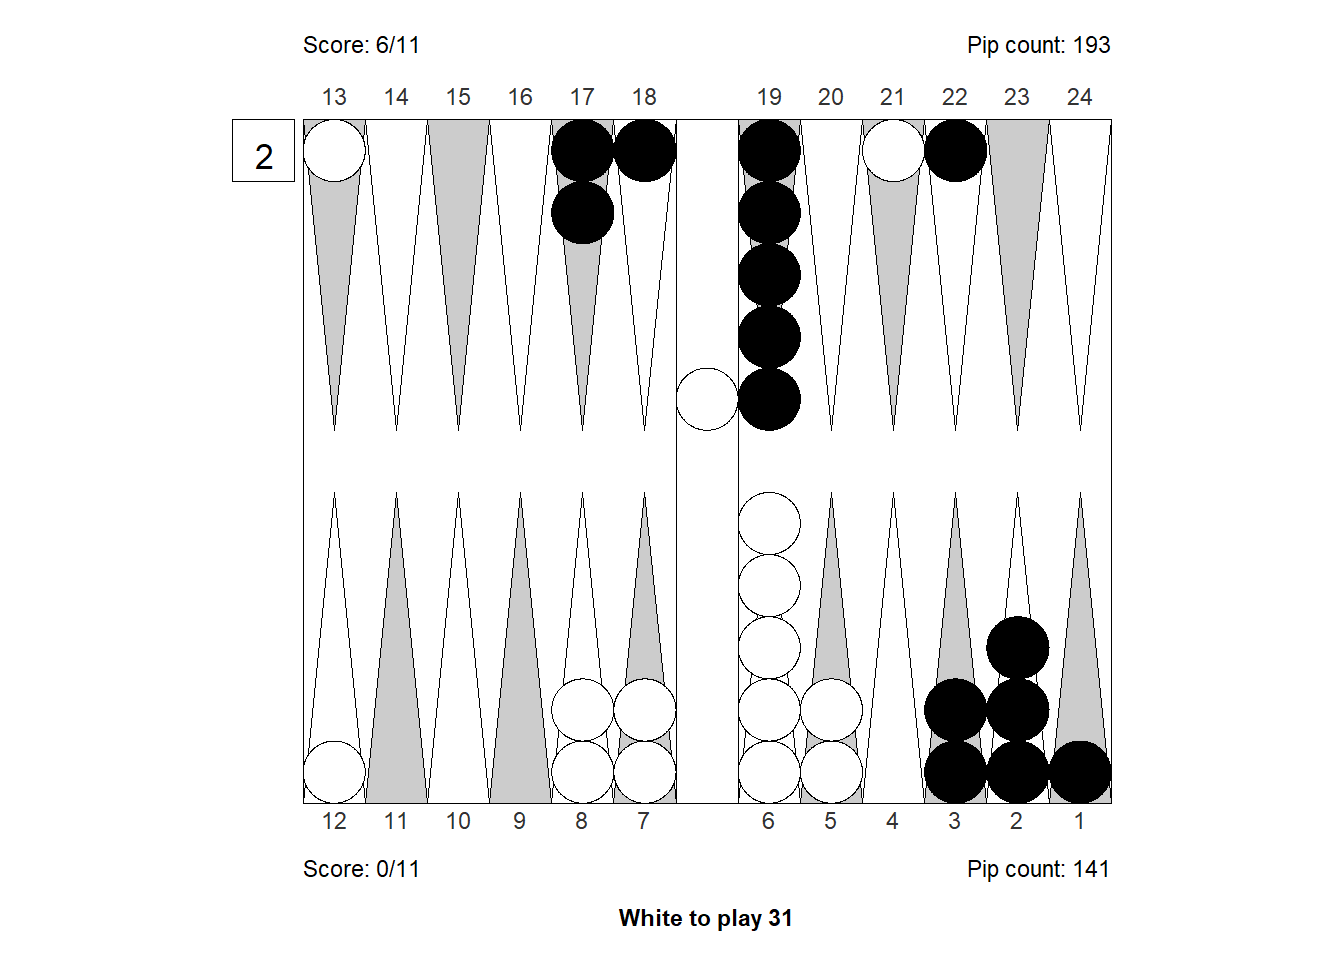 Score: 6/11 Pip count: 193
13 14 15 16 17 18 19 20 21 22 23 24
2
12 11 10 9 8 7 6 5 4 3 2 1
Score: 0/11 Pip count: 141
White to play 31